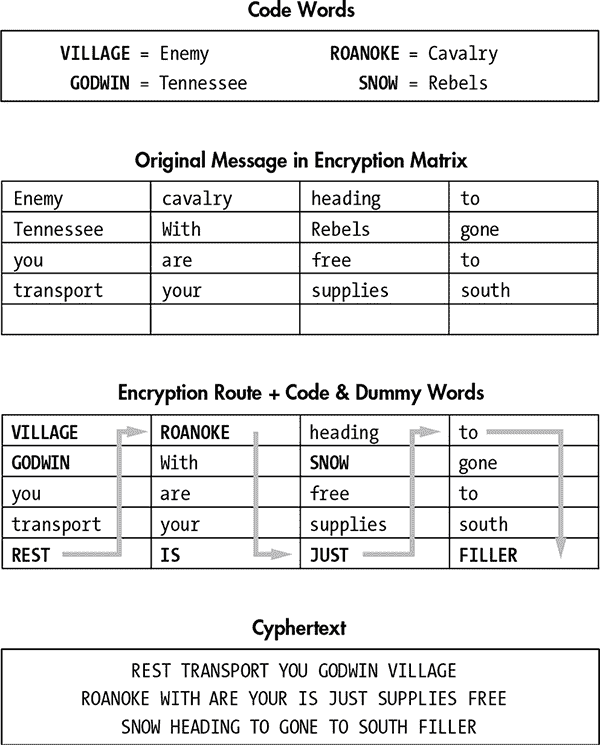 Code Words
VILLAGE = Enemy ROANOKE = Cavalry
GODWIN = Tennessee SNOW = Rebels
Original Message in Encryption Matrix
Enemy cavalry heading to
Tennessee With Rebels gone
you are free to
transport your supplies south
Encryption Route + Code & Dummy Words
VILLAGE ROANOKE heading to
GODWIN With SNOW gone
you are free to
transport your supplies south
REST IS JUST FILLER
Cyphertext
REST TRANSPORT YOU GODWIN VILLAGE
ROANOKE WITH ARE YOUR IS JUST SUPPLIES FREE
SNOW HEADING TO GONE TO SOUTH FILLER